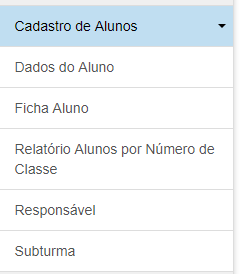 Cadastro de Alunos
Dados do Aluno
Ficha Aluno
Relatório Alunos por Número de
Classe
Responsável
Subturma